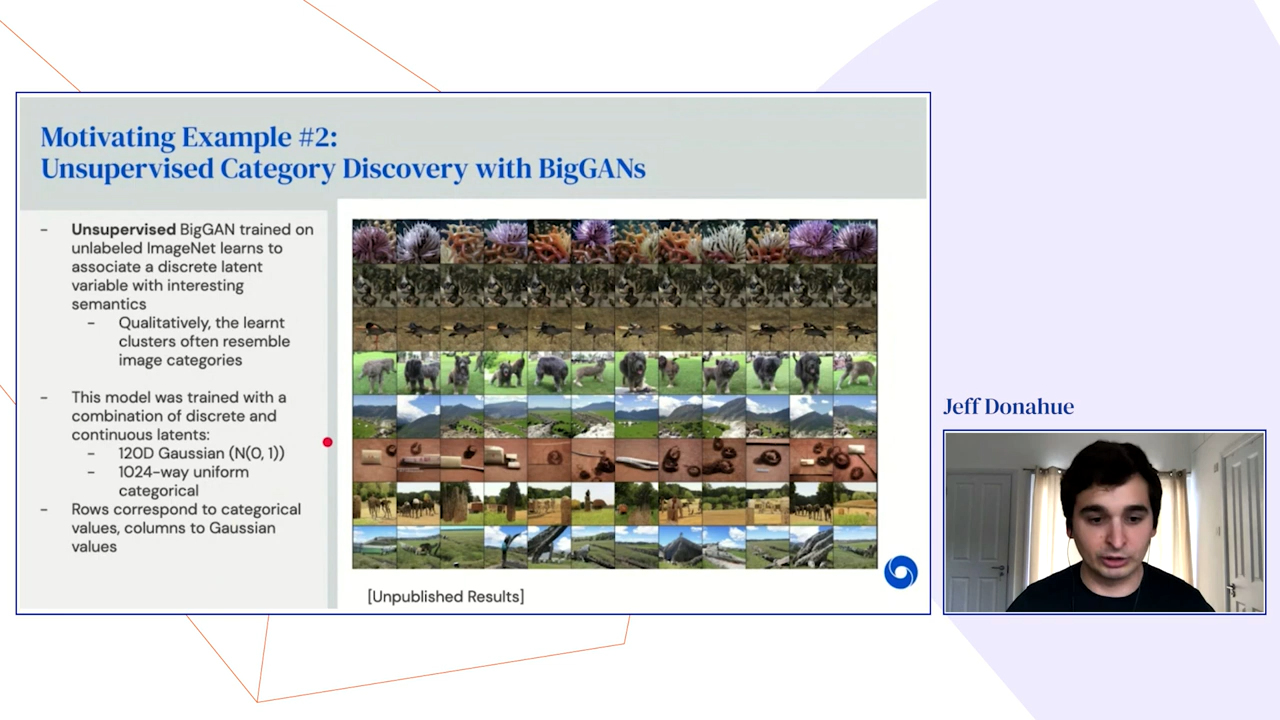 Motivating Example #2:
Unsupervised Category Discovery with BigGANs
- Unsupervised BigGAN trained on
unlabeled ImageNet learns to
associate a discrete latent
variable with interesting
semantics
- Qualitatively, the learnt
clusters often resemble
image categories
- This model was trained with a
combination of discrete and
continuous latents:
- 120D Gaussian (N(0, 1))
- 1024-way uniform
categorical
- Rows correspond to categorical
values, columns to Gaussian
values
[Unpublished Results]
Jeff Donahue